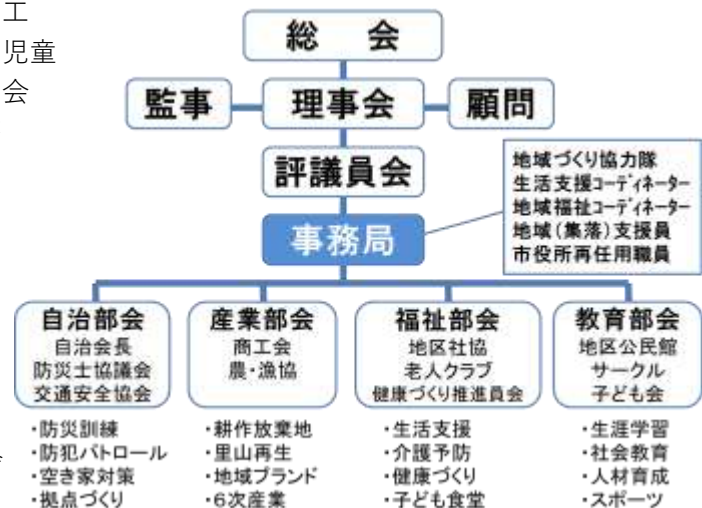 工
児童
会
総　会
監事
理事会
顧問
評議員会
事務局
地域づくり協力隊
生活支援ｺｰﾃﾞｨﾈｰﾀｰ
地域福祉ｺｰﾃﾞｨﾈｰﾀｰ
地域(集落)支援員
市役所再任用職員
自治部会
自治会長
防災士協議会
交通安全協会
・防災訓練
・防犯パトロール
・空き家対策
・拠点づくり
産業部会
商工会
農・漁協
・耕作放棄地
・里山再生
・地域ブランド
・6次産業
福祉部会
地区社協
老人クラブ
健康づくり推進員会
・生活支援
・介護予防
・健康づくり
・子ども食堂
教育部会
地区公民館
サークル
子ども会
・生涯学習
・社会教育
・人材育成
・スポーツ